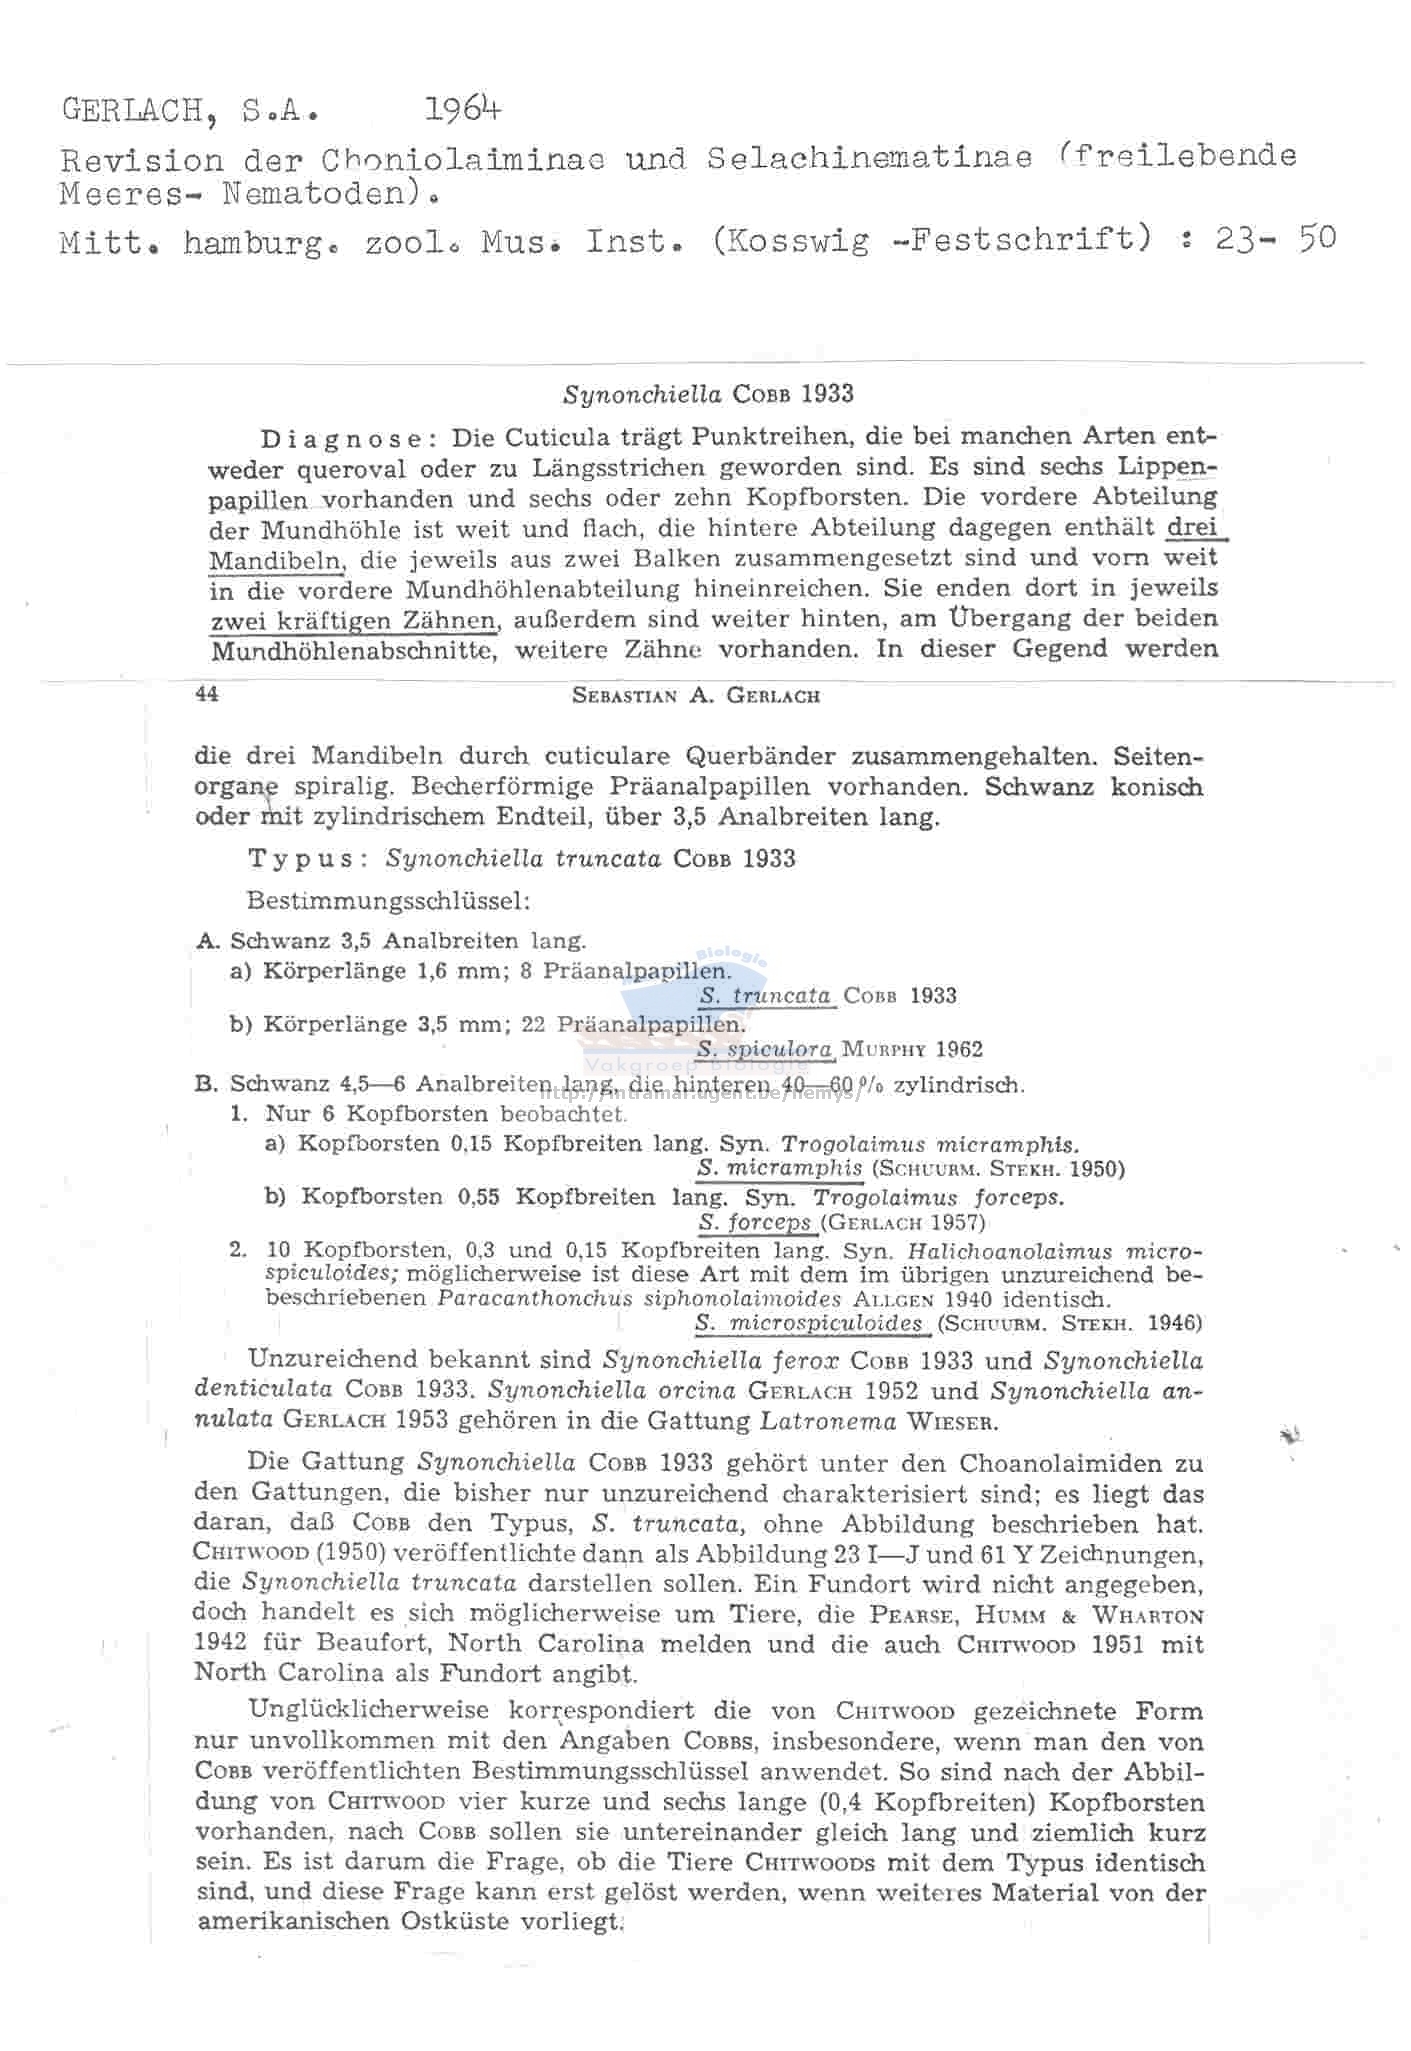 GERLACH, S.A. 1964
Revision der Choniolaiminae und Selachinematinae (freilebende
Meeres- Nematoden).
Mitt. hamburg. zool. Mus. Inst. (Kosswig -Festschrift) : 23- 50
Synonchiella COBB 1933
Diagnose: Die Cuticula trägt Punktreihen, die bei manchen Arten ent-
weder queroval oder zu Längsstrichen geworden sind. Es sind sechs Lippen-
papillen vorhanden und sechs oder zehn Kopfborsten. Die vordere Abteilung
der Mundhöhle ist weit und flach, die hintere Abteilung dagegen enthält drei
Mandibeln, die jeweils aus zwei Balken zusammengesetzt sind und vorn weit
in die vordere Mundhöhlenabteilung hineinreichen. Sie enden dort in jeweils
zwei kräftigen Zähnen, außerdem sind weiter hinten, am Übergang der beiden
Mundhöhlenabschnitte, weitere Zähne vorhanden. In dieser Gegend werden
44 SEBASTIAN A. GERLACH
die drei Mandibeln durch cuticulare Querbänder zusammengehalten. Seiten-
organe spiralig. Becherförmige Präanalpapillen vorhanden. Schwanz konisch
oder mit zylindrischem Endteil, über 3,5 Analbreiten lang.
Typus: Synonchiella truncata COBB 1933
Bestimmungsschlüssel:
A. Schwanz 3,5 Analbreiten lang.
a) Körperlänge 1,6 mm; 8 Präanalpapillen.
S. truncata COBB 1933
b) Körperlänge 3,5 mm; 22 Präanalpapillen.
S. spiculora MURPHY 1962
Biologie
Vakgroep Biologie
B. Schwanz 4,5—6 Analbreiten lang, die hinteren 40—60 % zylindrisch.
http://intramar.ugent.be/nemys/
1. Nur 6 Kopfborsten beobachtet.
a) Kopfborsten 0,15 Kopfbreiten lang. Syn. Trogolaimus micramphis.
S. micramphis (SCHUURM. STEKH. 1950)
b) Kopfborsten 0,55 Kopfbreiten lang. Syn. Trogolaimus forceps.
S. forceps (GERLACH 1957)
2. 10 Kopfborsten, 0,3 und 0,15 Kopfbreiten lang. Syn. Halichoanolaimus micro-
spiculoides; möglicherweise ist diese Art mit dem im übrigen unzureichend be-
beschriebenen Paracanthonchus siphonolaimoides ALLGEN 1940 identisch.
S. microspiculoides (SCHUURM. STEKH. 1946)
Unzureichend bekannt sind Synonchiella ferox COBB 1933 und Synonchiella
denticulata COBB 1933. Synonchiella orcina GERLACH 1952 und Synonchiella an-
nulata GERLACH 1953 gehören in die Gattung Latronema WIESER.
Die Gattung Synonchiella COBB 1933 gehört unter den Choanolaimiden zu
den Gattungen, die bisher nur unzureichend charakterisiert sind; es liegt das
daran, daß COBB den Typus, S. truncata, ohne Abbildung beschrieben hat.
CHITWOOD (1950) veröffentlichte dann als Abbildung 23 I—J und 61 Y Zeichnungen,
die Synonchiella truncata darstellen sollen. Ein Fundort wird nicht angegeben,
doch handelt es sich möglicherweise um Tiere, die PEARSE, HUMM & WHARTON
1942 für Beaufort, North Carolina melden und die auch CHITWOOD 1951 mit
North Carolina als Fundort angibt.
Unglücklicherweise korrespondiert die von CHITWOOD gezeichnete Form
nur unvollkommen mit den Angaben COBBS, insbesondere, wenn man den von
COBB veröffentlichten Bestimmungsschlüssel anwendet. So sind nach der Abbil-
dung von CHITWOOD vier kurze und sechs lange (0,4 Kopfbreiten) Kopfborsten
vorhanden, nach COBB sollen sie untereinander gleich lang und ziemlich kurz
sein. Es ist darum die Frage, ob die Tiere CHITWOODS mit dem Typus identisch
sind, und diese Frage kann erst gelöst werden, wenn weiteres Material von der
amerikanischen Ostküste vorliegt.